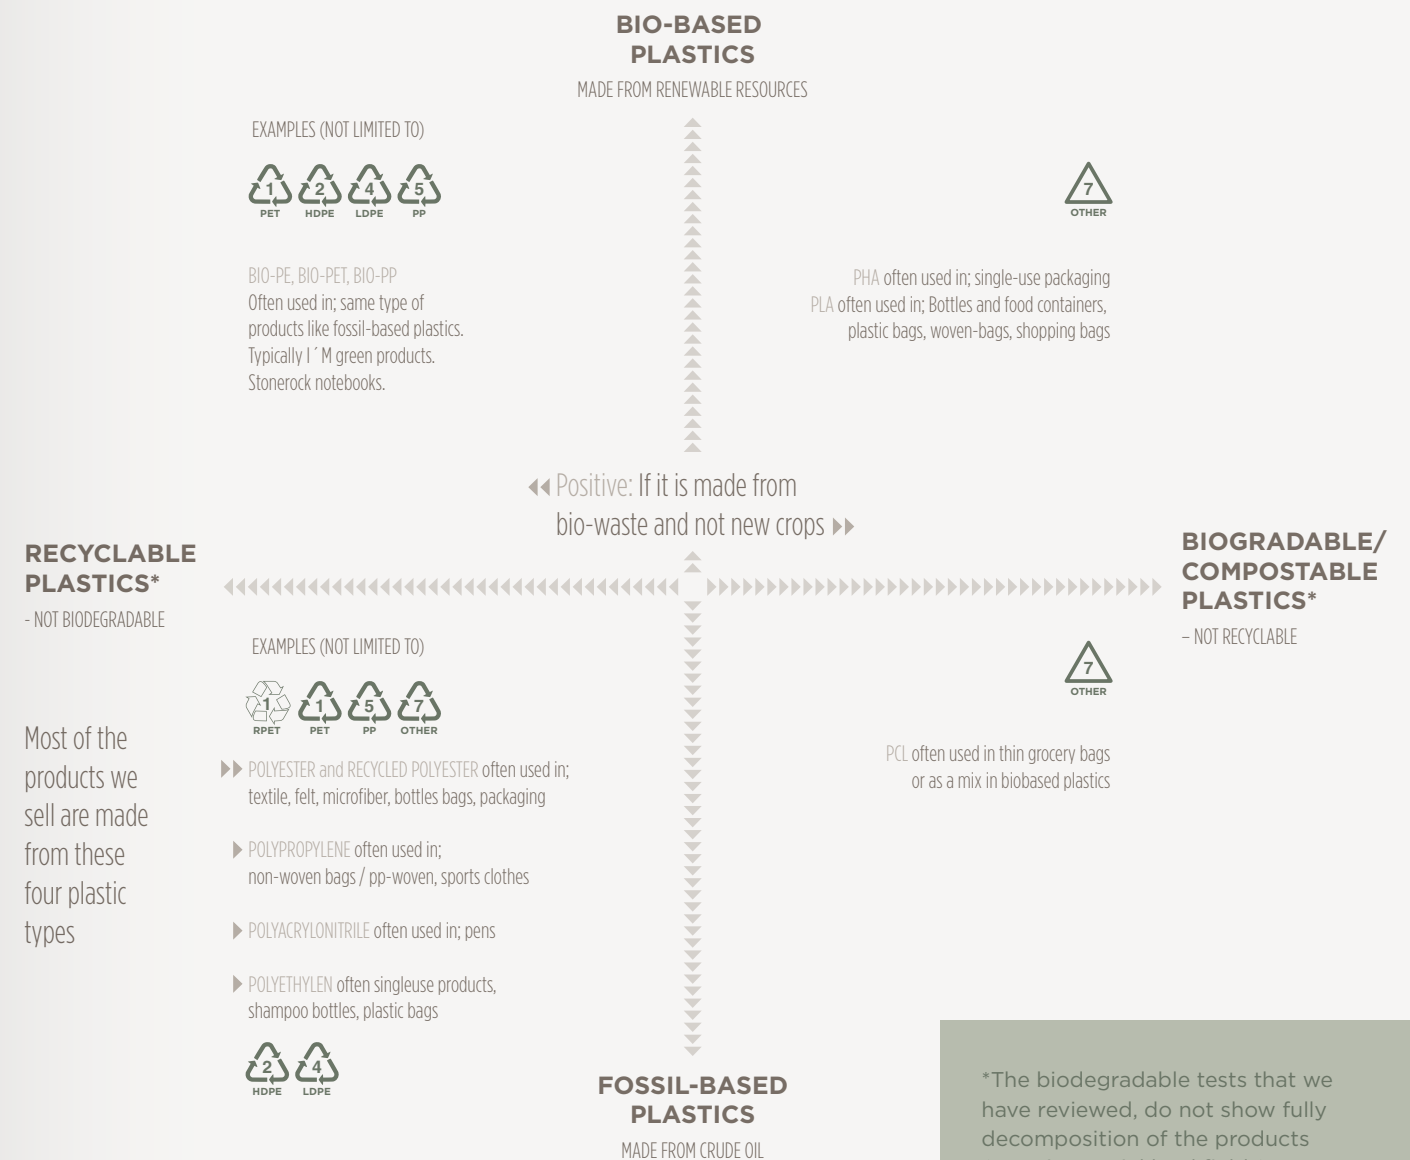 BIO-BASED
PLASTICS
MADE FROM RENEWABLE RESOURCES
EXAMPLES (NOT LIMITED TO)
1 2 4 5
PET HDPE LDPE PP
7
OTHER
BIO-PE, BIO-PET, BIO-PP
Often used in; same type of
products like fossil-based plastics.
Typically I´M green products.
Stonerock notebooks.
PHA often used in; single-use packaging
PLA often used in; Bottles and food containers,
plastic bags, woven-bags, shopping bags
Positive: If it is made from
bio-waste and not new crops
RECYCLABLE
PLASTICS*
- NOT BIODEGRADABLE
BIOGRADABLE/
COMPOSTABLE
PLASTICS*
– NOT RECYCLABLE
Most of the
products we
sell are made
from these
four plastic
types
EXAMPLES (NOT LIMITED TO)
1 1 5 7
RPET PET PP OTHER
POLYESTER and RECYCLED POLYESTER often used in;
textile, felt, microfiber, bottles bags, packaging
POLYPROPYLENE often used in;
non-woven bags / pp-woven, sports clothes
POLYACRYLONITRILE often used in; pens
POLYETHYLEN often singleuse products,
shampoo bottles, plastic bags
2 4
HDPE LDPE
7
OTHER
PCL often used in thin grocery bags
or as a mix in biobased plastics
FOSSIL-BASED
PLASTICS
MADE FROM CRUDE OIL
*The biodegradable tests that we
have reviewed, do not show fully
decomposition of the products